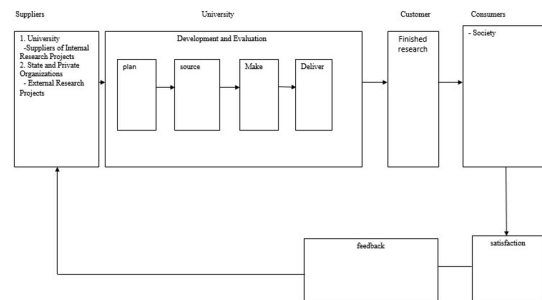 Suppliers
University
Customer
Consumers
1. University
-Suppliers of Internal
Research Projects
2. State and Private
Organizations
- External Research
Projects
Development and Evaluation
plan
source
Make
Deliver
Finished
research
- Society
feedback
satisfaction